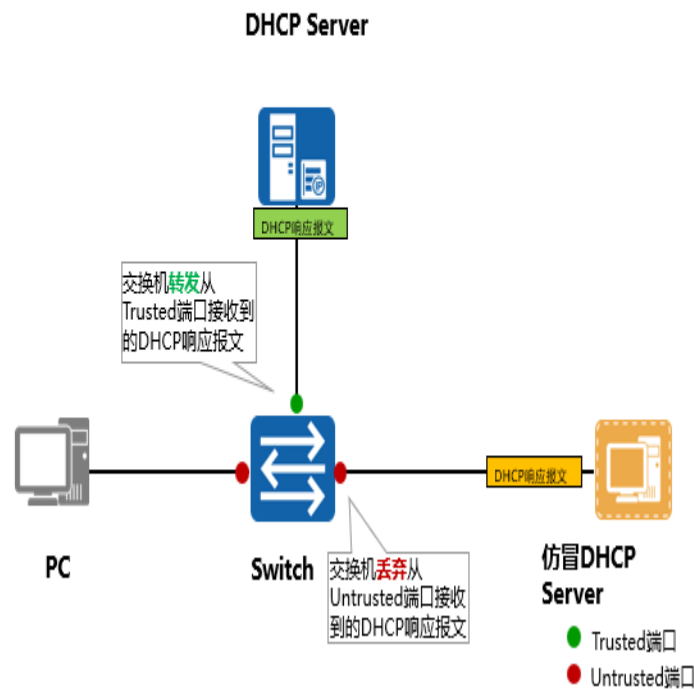 DHCP Server
DHCP响应报文
交换机转发从
Trusted端口接收到
的DHCP响应报文
DHCP响应报文
PC
Switch
交换机丢弃从
Untrusted端口接收
到的DHCP响应报文
仿冒DHCP
Server
Trusted端口
Untrusted端口
IP